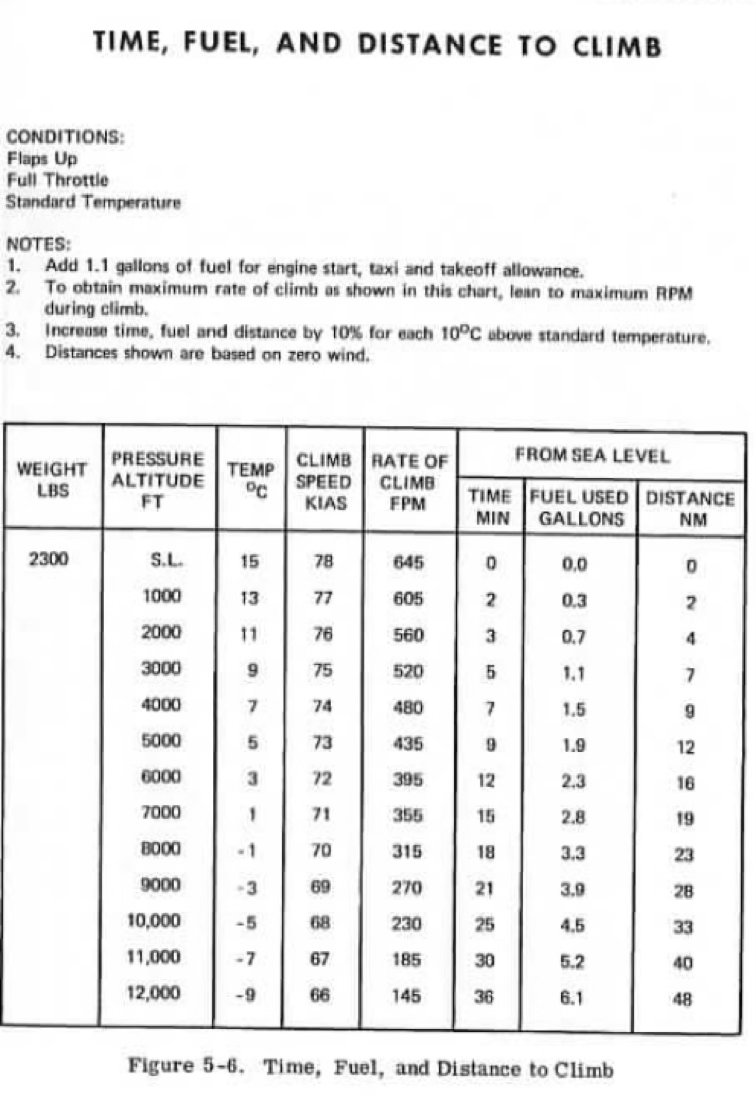 TIME, FUEL, AND DISTANCE TO CLIMB
CONDITIONS:
Flaps Up
Full Throttle
Standard Temperature
NOTES:
1. Add 1.1 gallons of fuel for engine start, taxi and takeoff allowance.
2. To obtain maximum rate of climb as shown in this chart, lean to maximum RPM
during climb.
3. Increase time, fuel and distance by 10% for each 10°C above standard temperature.
4. Distances shown are based on zero wind.
WEIGHT LBS | PRESSURE ALTITUDE FT | TEMP °C | CLIMB SPEED KIAS | RATE OF CLIMB FPM | FROM SEA LEVEL
TIME MIN | FUEL USED GALLONS | DISTANCE NM
2300 S.L. 15 78 645 0 0.0 0
1000 13 77 605 2 0.3 2
2000 11 76 560 3 0.7 4
3000 9 75 520 5 1.1 7
4000 7 74 480 7 1.5 9
5000 5 73 435 9 1.9 12
6000 3 72 395 12 2.3 16
7000 1 71 355 15 2.8 19
8000 -1 70 315 18 3.3 23
9000 -3 69 270 21 3.9 28
10,000 -5 68 230 25 4.5 33
11,000 -7 67 185 30 5.2 40
12,000 -9 66 145 36 6.1 48
Figure 5-6. Time, Fuel, and Distance to Climb